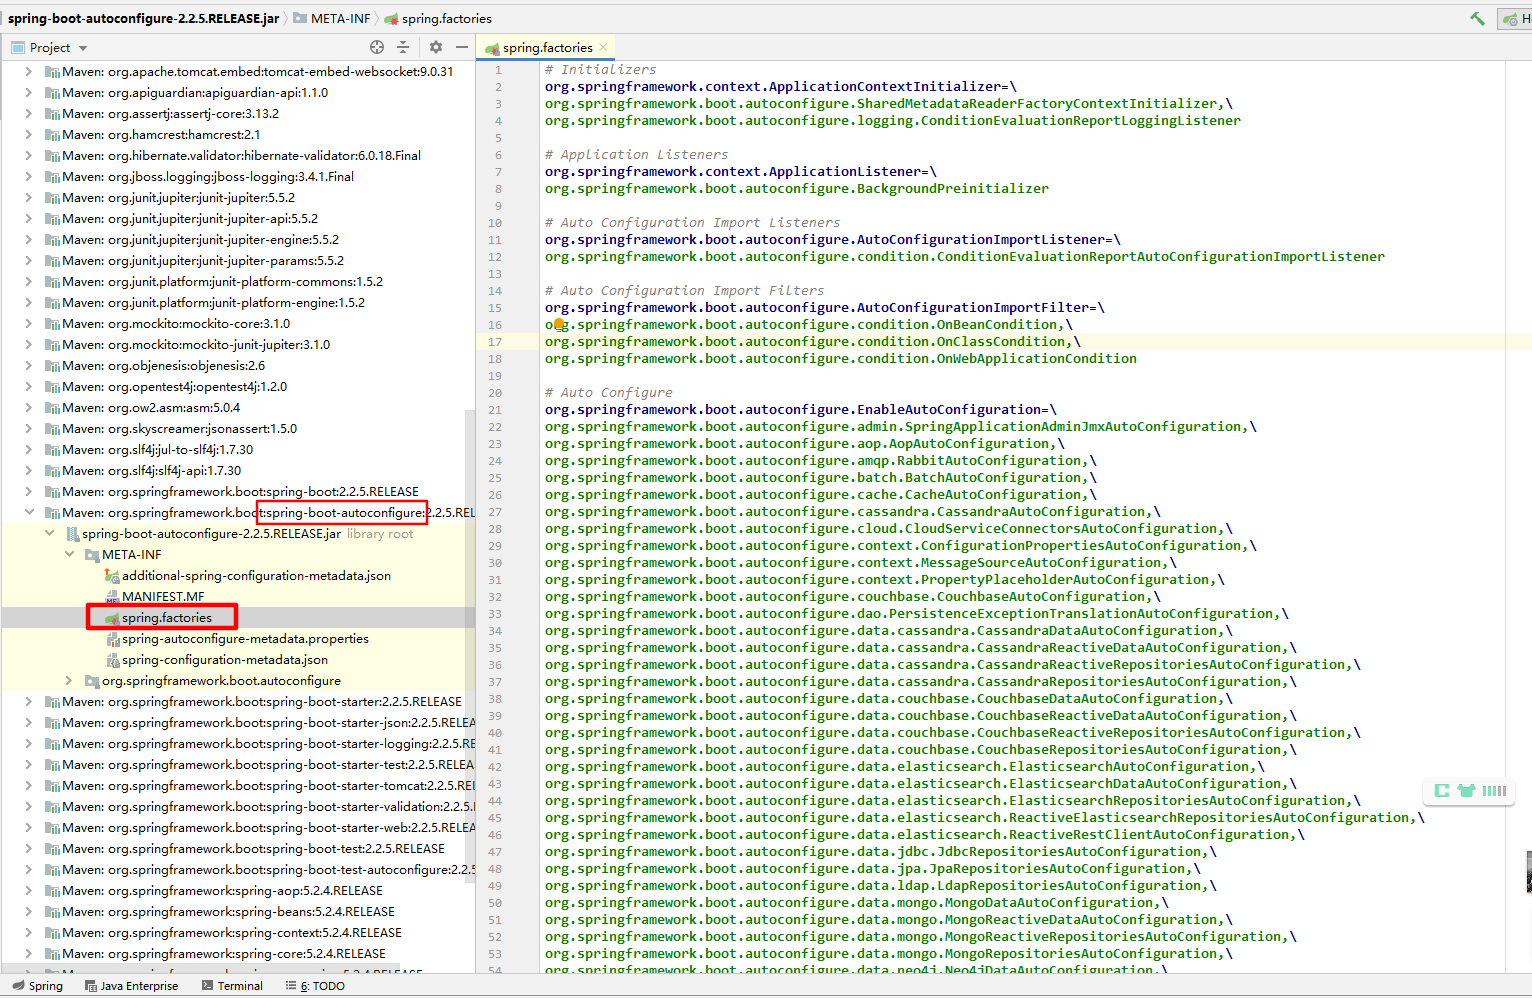 spring-boot-autoconfigure-2.2.5.RELEASE.jar META-INF spring.factories
Project
Maven: org.apache.tomcat.embed:tomcat-embed-websocket:9.0.31
Maven: org.apiguardian:apiguardian-api:1.1.0
Maven: org.assertj:assertj-core:3.13.2
Maven: org.hamcrest:hamcrest:2.1
Maven: org.hibernate.validator:hibernate-validator:6.0.18.Final
Maven: org.jboss.logging:jboss-logging:3.4.1.Final
Maven: org.junit.jupiter:junit-jupiter:5.5.2
Maven: org.junit.jupiter:junit-jupiter-api:5.5.2
Maven: org.junit.jupiter:junit-jupiter-engine:5.5.2
Maven: org.junit.jupiter:junit-jupiter-params:5.5.2
Maven: org.junit.platform:junit-platform-commons:1.5.2
Maven: org.junit.platform:junit-platform-engine:1.5.2
Maven: org.mockito:mockito-core:3.1.0
Maven: org.mockito:mockito-junit-jupiter:3.1.0
Maven: org.objenesis:objenesis:2.6
Maven: org.opentest4j:opentest4j:1.2.0
Maven: org.ow2.asm:asm:5.0.4
Maven: org.skyscreamer:jsonassert:1.5.0
Maven: org.slf4j:jul-to-slf4j:1.7.30
Maven: org.slf4j:slf4j-api:1.7.30
Maven: org.springframework.boot:spring-boot:2.2.5.RELEASE
Maven: org.springframework.boot:spring-boot-autoconfigure:2.2.5.REL
spring-boot-autoconfigure-2.2.5.RELEASE.jar library root
META-INF
additional-spring-configuration-metadata.json
MANIFEST.MF
spring.factories
spring-autoconfigure-metadata.properties
spring-configuration-metadata.json
org.springframework.boot.autoconfigure
Maven: org.springframework.boot:spring-boot-starter:2.2.5.RELEASE
Maven: org.springframework.boot:spring-boot-starter-json:2.2.5.RELEA
Maven: org.springframework.boot:spring-boot-starter-logging:2.2.5.RE
Maven: org.springframework.boot:spring-boot-starter-test:2.2.5.RELEA
Maven: org.springframework.boot:spring-boot-starter-tomcat:2.2.5.REL
Maven: org.springframework.boot:spring-boot-starter-validation:2.2.5.
Maven: org.springframework.boot:spring-boot-starter-web:2.2.5.RELEA
Maven: org.springframework.boot:spring-boot-test:2.2.5.RELEASE
Maven: org.springframework.boot:spring-boot-test-autoconfigure:2.2.5
Maven: org.springframework:spring-aop:5.2.4.RELEASE
Maven: org.springframework:spring-beans:5.2.4.RELEASE
Maven: org.springframework:spring-context:5.2.4.RELEASE
Maven: org.springframework:spring-core:5.2.4.RELEASE
spring.factories
1 # Initializers
2 org.springframework.context.ApplicationContextInitializer=\
3 org.springframework.boot.autoconfigure.SharedMetadataReaderFactoryContextInitializer,\
4 org.springframework.boot.autoconfigure.logging.ConditionEvaluationReportLoggingListener
5
6 # Application Listeners
7 org.springframework.context.ApplicationListener=\
8 org.springframework.boot.autoconfigure.BackgroundPreinitializer
9
10 # Auto Configuration Import Listeners
11 org.springframework.boot.autoconfigure.AutoConfigurationImportListener=\
12 org.springframework.boot.autoconfigure.condition.ConditionEvaluationReportAutoConfigurationImportListener
13
14 # Auto Configuration Import Filters
15 org.springframework.boot.autoconfigure.AutoConfigurationImportFilter=\
16 org.springframework.boot.autoconfigure.condition.OnBeanCondition,\
17 org.springframework.boot.autoconfigure.condition.OnClassCondition,\
18 org.springframework.boot.autoconfigure.condition.OnWebApplicationCondition
19
20 # Auto Configure
21 org.springframework.boot.autoconfigure.EnableAutoConfiguration=\
22 org.springframework.boot.autoconfigure.admin.SpringApplicationAdminJmxAutoConfiguration,\
23 org.springframework.boot.autoconfigure.aop.AopAutoConfiguration,\
24 org.springframework.boot.autoconfigure.amqp.RabbitAutoConfiguration,\
25 org.springframework.boot.autoconfigure.batch.BatchAutoConfiguration,\
26 org.springframework.boot.autoconfigure.cache.CacheAutoConfiguration,\
27 org.springframework.boot.autoconfigure.cassandra.CassandraAutoConfiguration,\
28 org.springframework.boot.autoconfigure.cloud.CloudServiceConnectorsAutoConfiguration,\
29 org.springframework.boot.autoconfigure.context.ConfigurationPropertiesAutoConfiguration,\
30 org.springframework.boot.autoconfigure.context.MessageSourceAutoConfiguration,\
31 org.springframework.boot.autoconfigure.context.PropertyPlaceholderAutoConfiguration,\
32 org.springframework.boot.autoconfigure.couchbase.CouchbaseAutoConfiguration,\
33 org.springframework.boot.autoconfigure.dao.PersistenceExceptionTranslationAutoConfiguration,\
34 org.springframework.boot.autoconfigure.data.cassandra.CassandraDataAutoConfiguration,\
35 org.springframework.boot.autoconfigure.data.cassandra.CassandraReactiveDataAutoConfiguration,\
36 org.springframework.boot.autoconfigure.data.cassandra.CassandraReactiveRepositoriesAutoConfiguration,\
37 org.springframework.boot.autoconfigure.data.cassandra.CassandraRepositoriesAutoConfiguration,\
38 org.springframework.boot.autoconfigure.data.couchbase.CouchbaseDataAutoConfiguration,\
39 org.springframework.boot.autoconfigure.data.couchbase.CouchbaseReactiveDataAutoConfiguration,\
40 org.springframework.boot.autoconfigure.data.couchbase.CouchbaseReactiveRepositoriesAutoConfiguration,\
41 org.springframework.boot.autoconfigure.data.couchbase.CouchbaseRepositoriesAutoConfiguration,\
42 org.springframework.boot.autoconfigure.data.elasticsearch.ElasticsearchAutoConfiguration,\
43 org.springframework.boot.autoconfigure.data.elasticsearch.ElasticsearchDataAutoConfiguration,\
44 org.springframework.boot.autoconfigure.data.elasticsearch.ElasticsearchRepositoriesAutoConfiguration,\
45 org.springframework.boot.autoconfigure.data.elasticsearch.ReactiveElasticsearchRepositoriesAutoConfiguration,\
46 org.springframework.boot.autoconfigure.data.elasticsearch.ReactiveRestClientAutoConfiguration,\
47 org.springframework.boot.autoconfigure.data.jdbc.JdbcRepositoriesAutoConfiguration,\
48 org.springframework.boot.autoconfigure.data.jpa.JpaRepositoriesAutoConfiguration,\
49 org.springframework.boot.autoconfigure.data.ldap.LdapRepositoriesAutoConfiguration,\
50 org.springframework.boot.autoconfigure.data.mongo.MongoDataAutoConfiguration,\
51 org.springframework.boot.autoconfigure.data.mongo.MongoReactiveDataAutoConfiguration,\
52 org.springframework.boot.autoconfigure.data.mongo.MongoReactiveRepositoriesAutoConfiguration,\
53 org.springframework.boot.autoconfigure.data.mongo.MongoRepositoriesAutoConfiguration,\
54 org.springframework.boot.autoconfigure.data.neo4j.Neo4jDataAutoConfiguration,\
Spring Java Enterprise Terminal 6: TODO